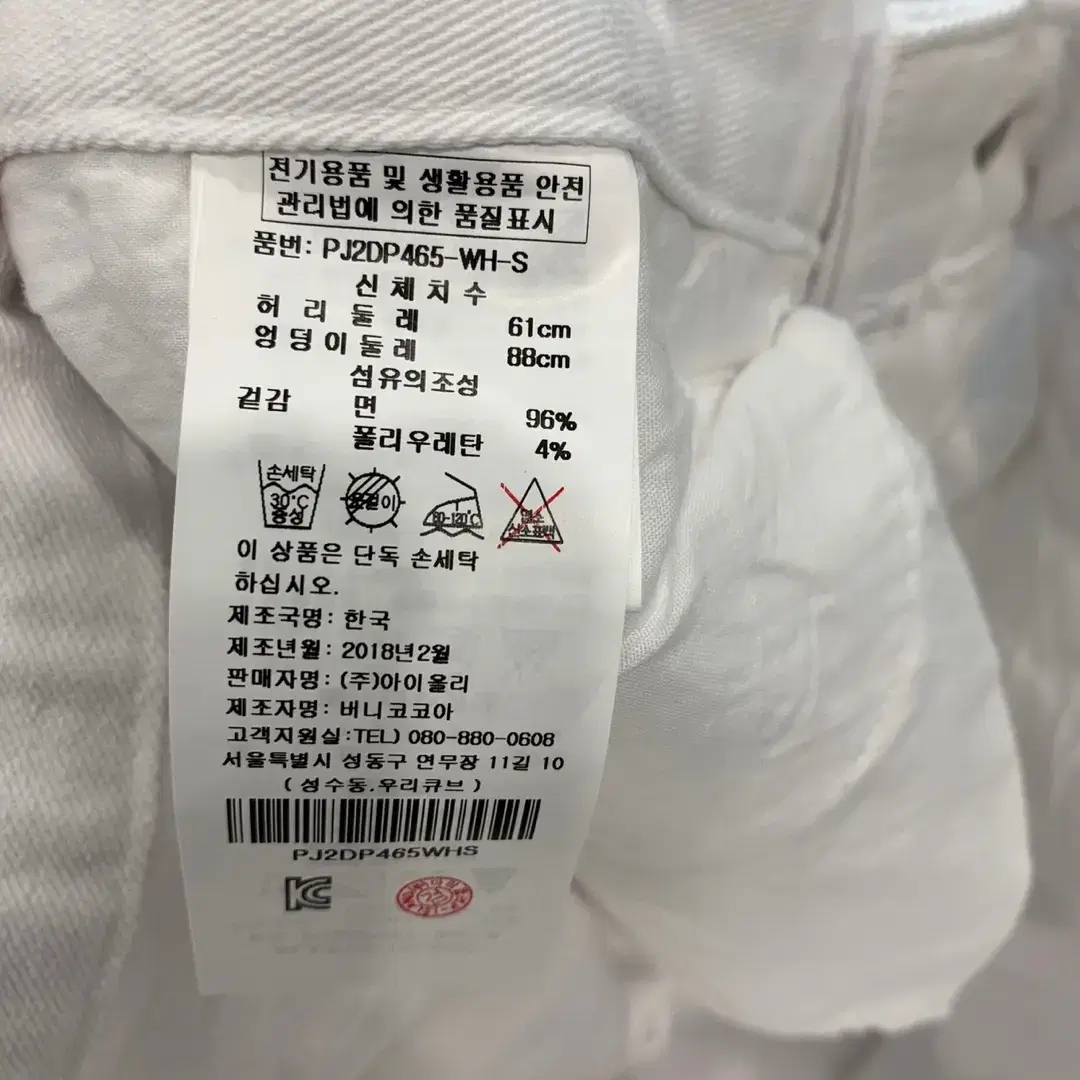 전기용품 및 생활용품 안전
관리법에 의한 품질표시
품번: PJ2DP465-WH-S
신 체 치 수
허 리 둘 레 61cm
엉 덩 이 둘 레 88cm
섬유의조성
겉감 면 96%
폴리우레탄 4%
손세탁
30°C
중성
80-120°C
염소
산소표백
이 상품은 단독 손세탁
하십시오.
제조국명: 한국
제조년월: 2018년2월
판매자명: (주)아이올리
제조자명: 버니코코아
고객지원실:TEL) 080-880-0608
서울특별시 성동구 연무장 11길 10
( 성수동.우리큐브 )
PJ2DP465WHS
KC